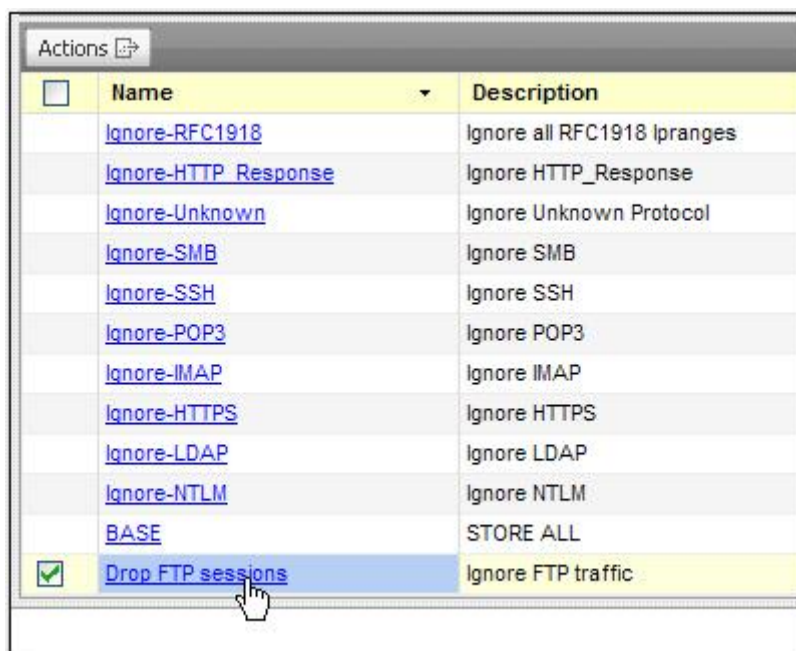 Actions
Name Description
Ignore-RFC1918 Ignore all RFC1918 Ipranges
Ignore-HTTP_Response Ignore HTTP_Response
Ignore-Unknown Ignore Unknown Protocol
Ignore-SMB Ignore SMB
Ignore-SSH Ignore SSH
Ignore-POP3 Ignore POP3
Ignore-IMAP Ignore IMAP
Ignore-HTTPS Ignore HTTPS
Ignore-LDAP Ignore LDAP
Ignore-NTLM Ignore NTLM
BASE STORE ALL
Drop FTP sessions Ignore FTP traffic